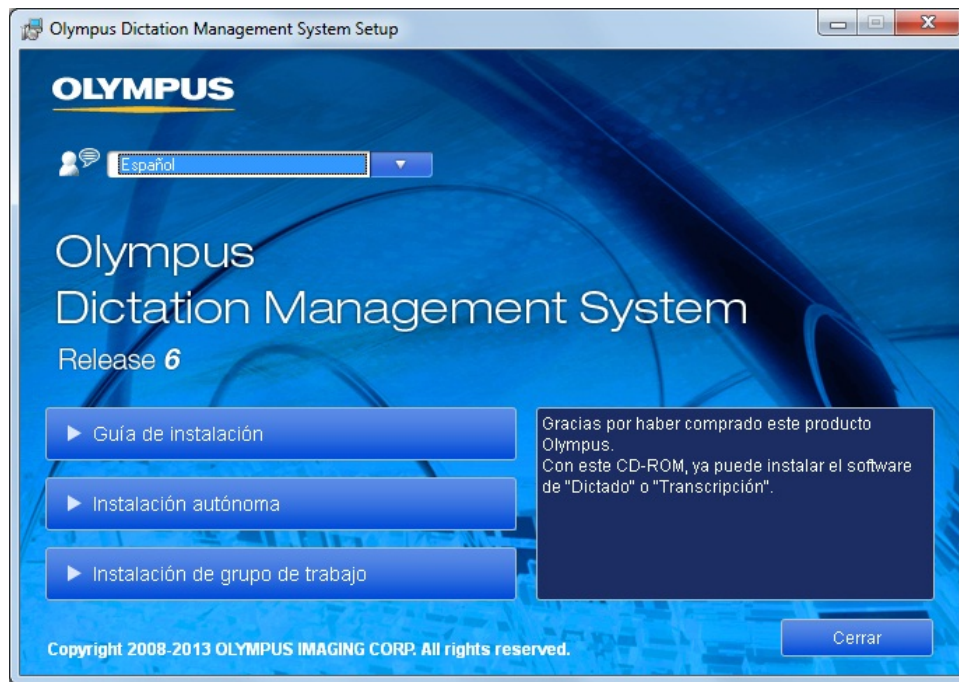 Olympus Dictation Management System Setup
OLYMPUS
Español
Olympus
Dictation Management System
Release 6
Guía de instalación
Instalación autónoma
Instalación de grupo de trabajo
Gracias por haber comprado este producto
Olympus.
Con este CD-ROM, ya puede instalar el software
de "Dictado" o "Transcripción".
Cerrar
Copyright 2008-2013 OLYMPUS IMAGING CORP. All rights reserved.